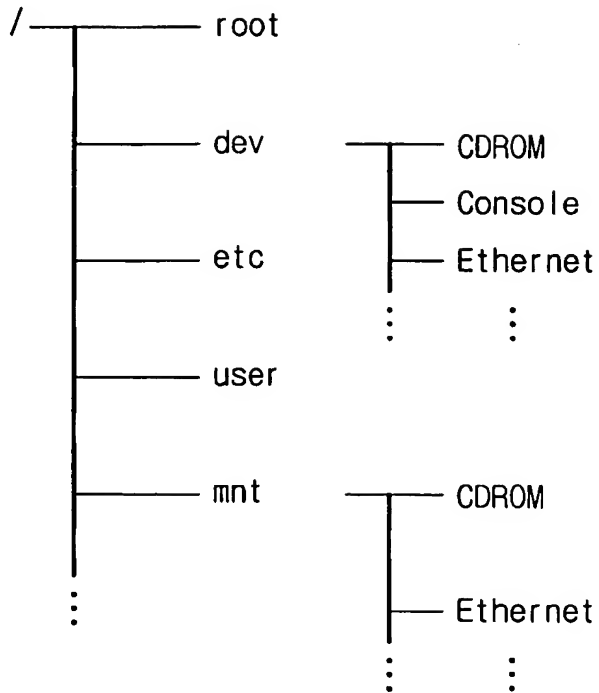 / root
dev CDROM
Console
etc Ethernet
user
mnt CDROM
Ethernet